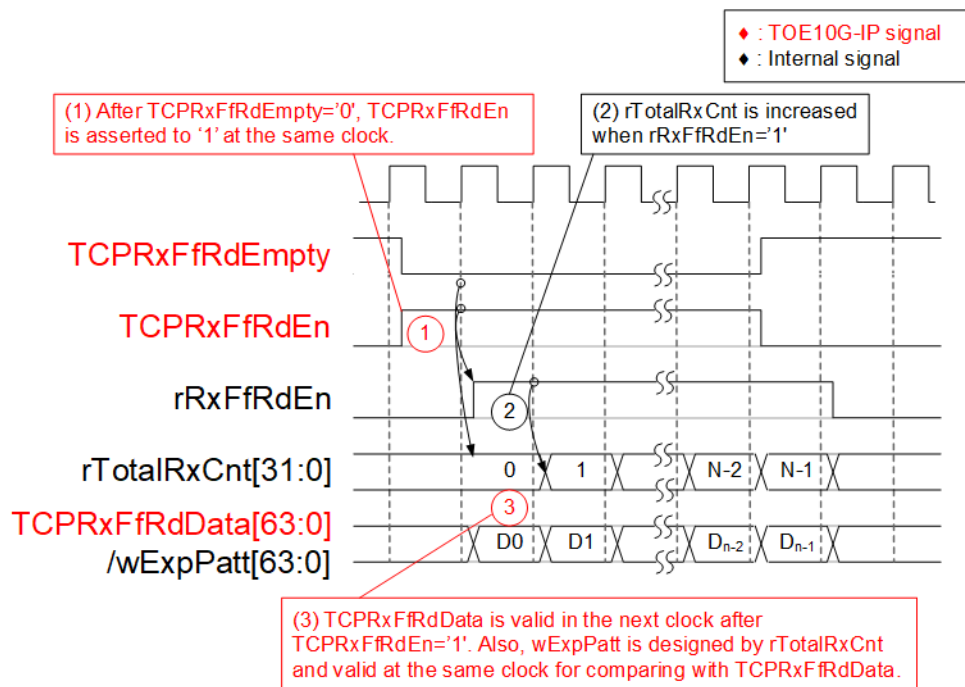 ♦ : TOE10G-IP signal
♦ : Internal signal
(1) After TCPRxFfRdEmpty=’0’, TCPRxFfRdEn
is asserted to ‘1’ at the same clock.
(2) rTotalRxCnt is increased
when rRxFfRdEn=’1’
TCPRxFfRdEmpty
TCPRxFfRdEn
1
rRxFfRdEn
2
rTotalRxCnt[31:0]
0 1 N-2 N-1
3
TCPRxFfRdData[63:0]
/wExpPatt[63:0]
D0 D1 Dn-2 Dn-1
(3) TCPRxFfRdData is valid in the next clock after
TCPRxFfRdEn=’1’. Also, wExpPatt is designed by rTotalRxCnt
and valid at the same clock for comparing with TCPRxFfRdData.